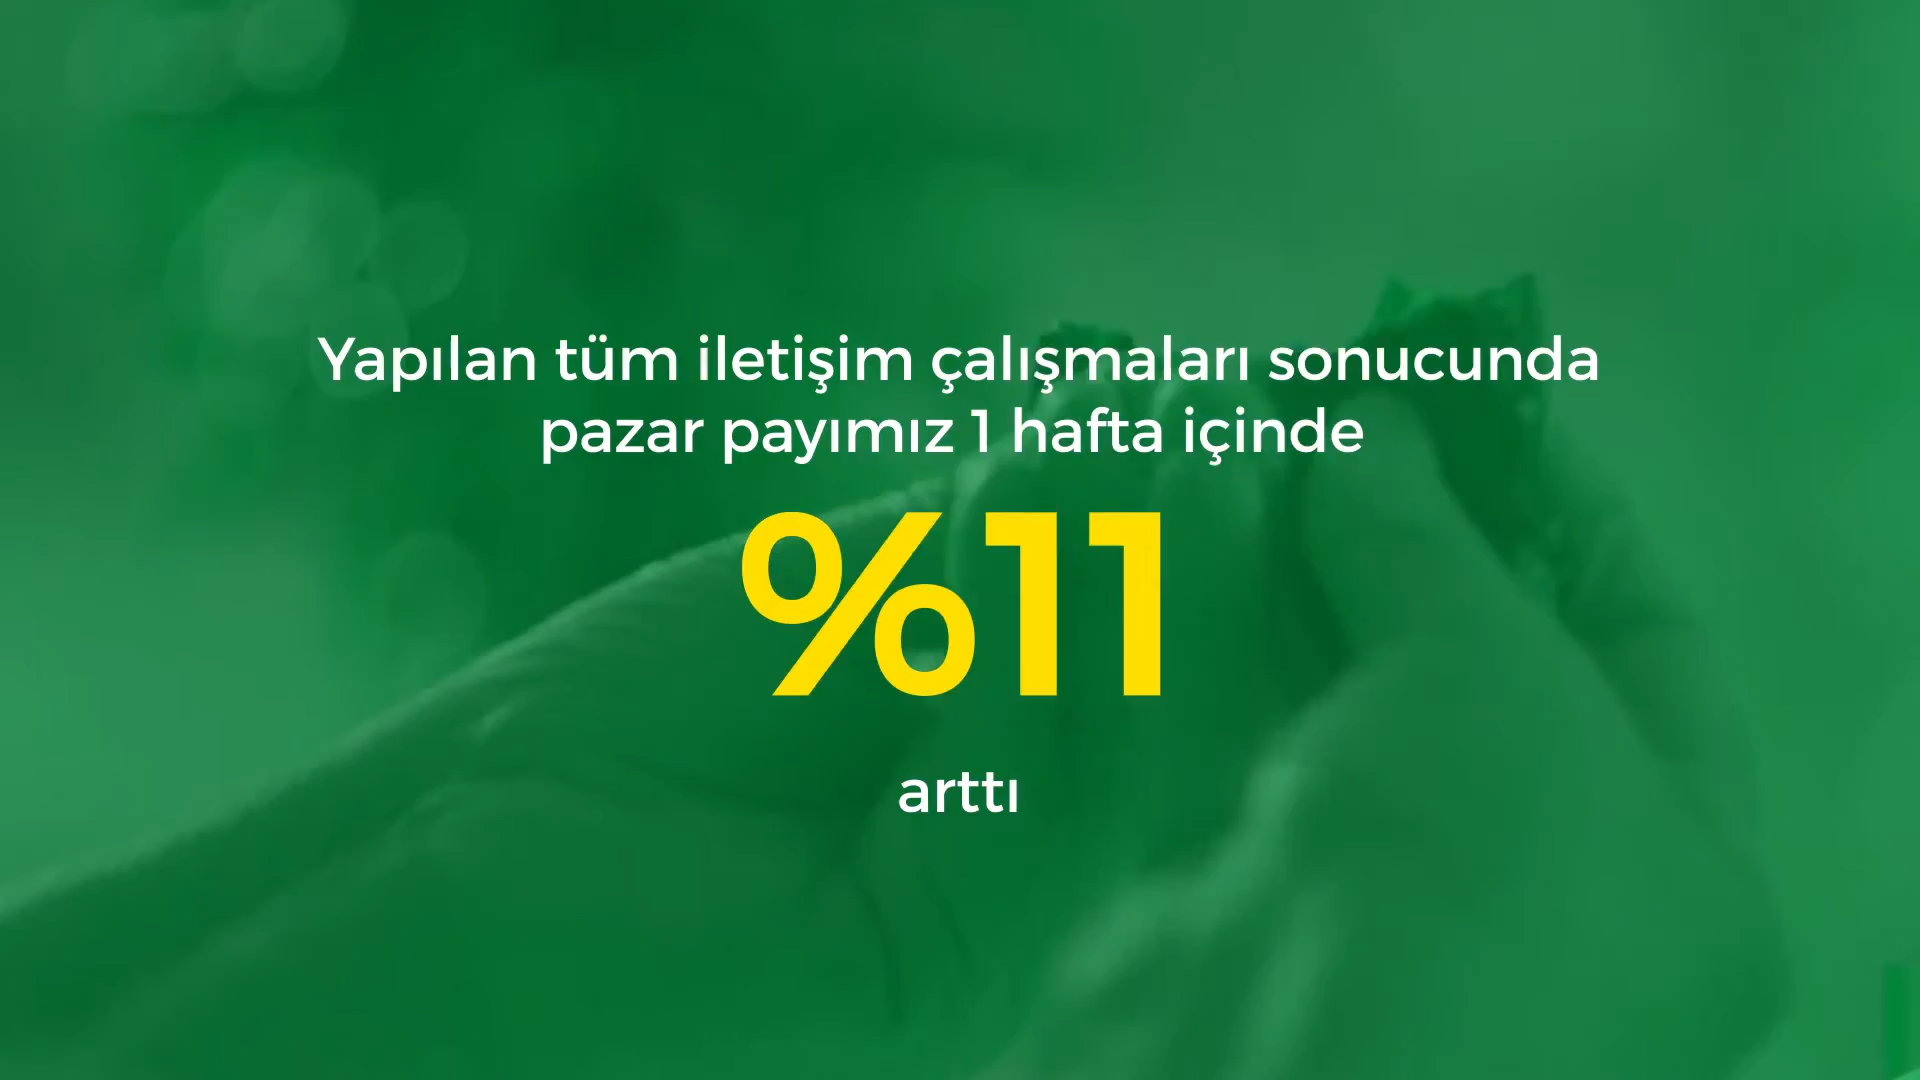 Yapılan tüm iletişim çalışmaları sonucunda
pazar payımız 1 hafta içinde
%11
arttı